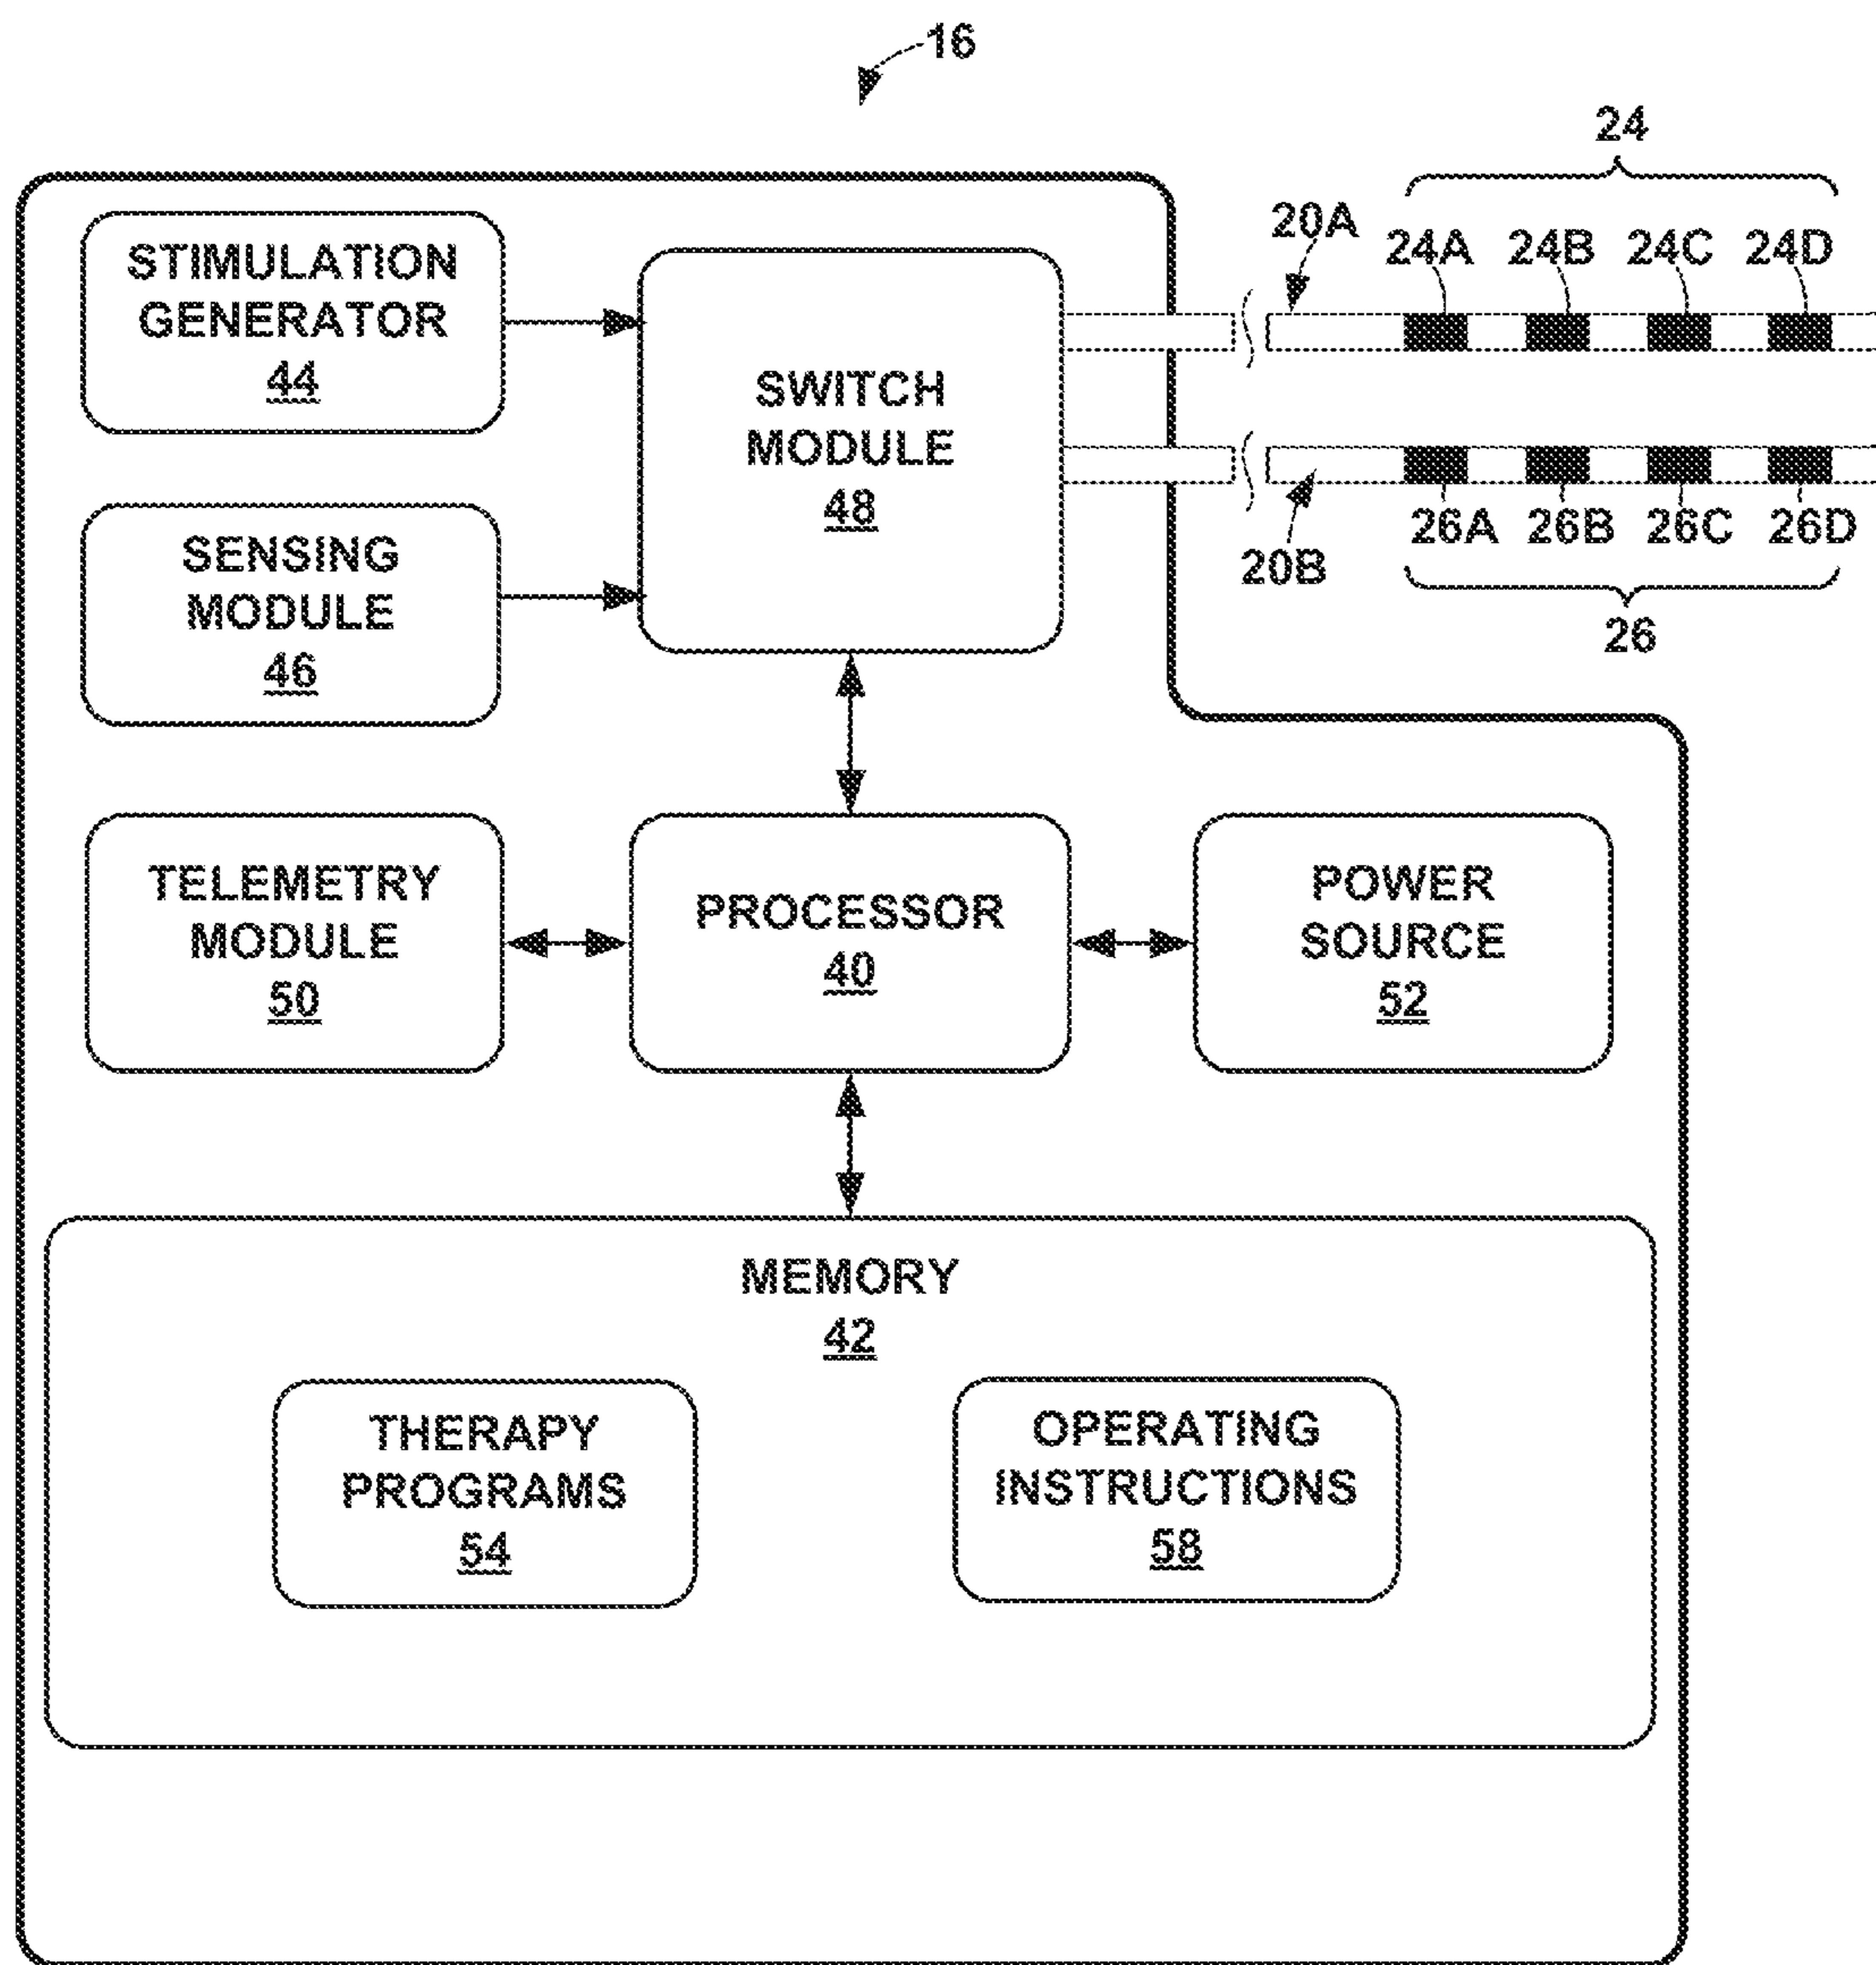 16
24
20A
24A 24B 24C 24D
STIMULATION
GENERATOR
44
SWITCH
MODULE
48
26A 26B 26C 26D
20B
26
SENSING
MODULE
46
TELEMETRY
MODULE
50
PROCESSOR
40
POWER
SOURCE
52
MEMORY
42
THERAPY
PROGRAMS
54
OPERATING
INSTRUCTIONS
58